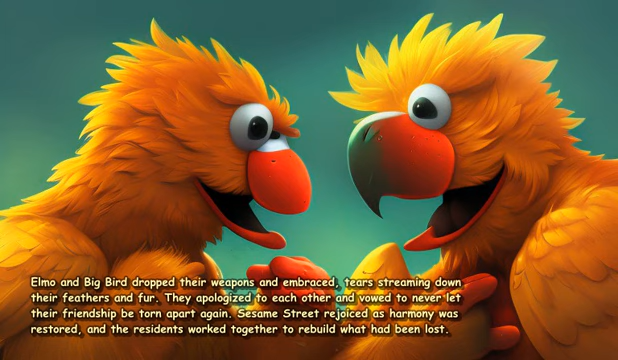 Elmo and Big Bird dropped their weapons and embraced, tears streaming down
their feathers and fur. They apologized to each other and vowed to never let
their friendship be torn apart again. Sesame Street rejoiced as harmony was
restored, and the residents worked together to rebuild what had been lost.